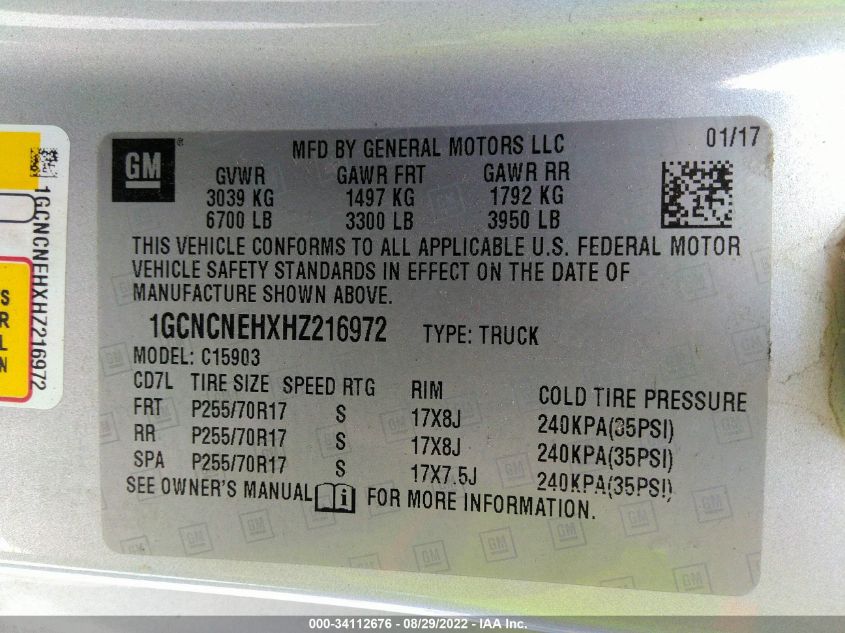 GM
®
MFD BY GENERAL MOTORS LLC
01/17
GVWR GAWR FRT GAWR RR
3039 KG 1497 KG 1792 KG
6700 LB 3300 LB 3950 LB
THIS VEHICLE CONFORMS TO ALL APPLICABLE U.S. FEDERAL MOTOR
VEHICLE SAFETY STANDARDS IN EFFECT ON THE DATE OF
MANUFACTURE SHOWN ABOVE.
1GCNCNEHXHZ216972 TYPE: TRUCK
MODEL: C15903
CD7L TIRE SIZE SPEED RTG RIM COLD TIRE PRESSURE
FRT P255/70R17 S 17X8J 240KPA(35PSI)
RR P255/70R17 S 17X8J 240KPA(35PSI)
SPA P255/70R17 S 17X7.5J 240KPA(35PSI)
SEE OWNER'S MANUAL i FOR MORE INFORMATION.
1GCNCNEHXHZ216972
S
R
L
N
000-34112676 - 08/29/2022 - IAAI.com